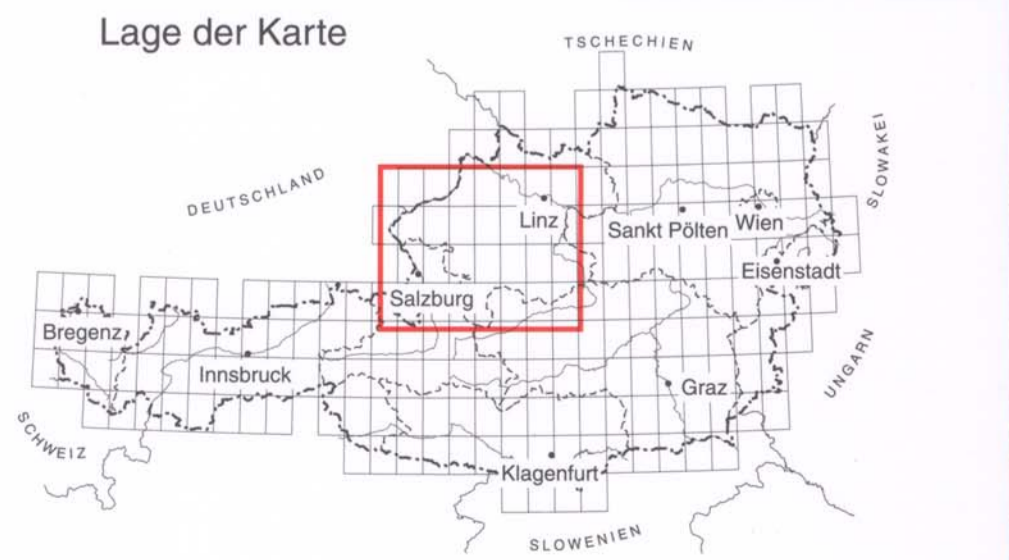 Lage der Karte
TSCHECHIEN
DEUTSCHLAND
SLOWAKEI
Linz
Sankt Pölten
Wien
Eisenstadt
Salzburg
Bregenz
Innsbruck
Graz
UNGARN
SCHWEIZ
Klagenfurt
SLOWENIEN